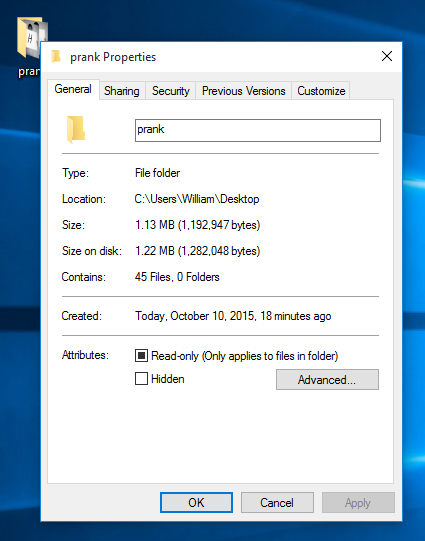 H
pran
prank Properties
General Sharing Security Previous Versions Customize
prank
Type: File folder
Location: C:\Users\William\Desktop
Size: 1.13 MB (1,192,947 bytes)
Size on disk: 1.22 MB (1,282,048 bytes)
Contains: 45 Files, 0 Folders
Created: Today, October 10, 2015, 18 minutes ago
Attributes: Read-only (Only applies to files in folder)
Hidden Advanced...
OK Cancel Apply